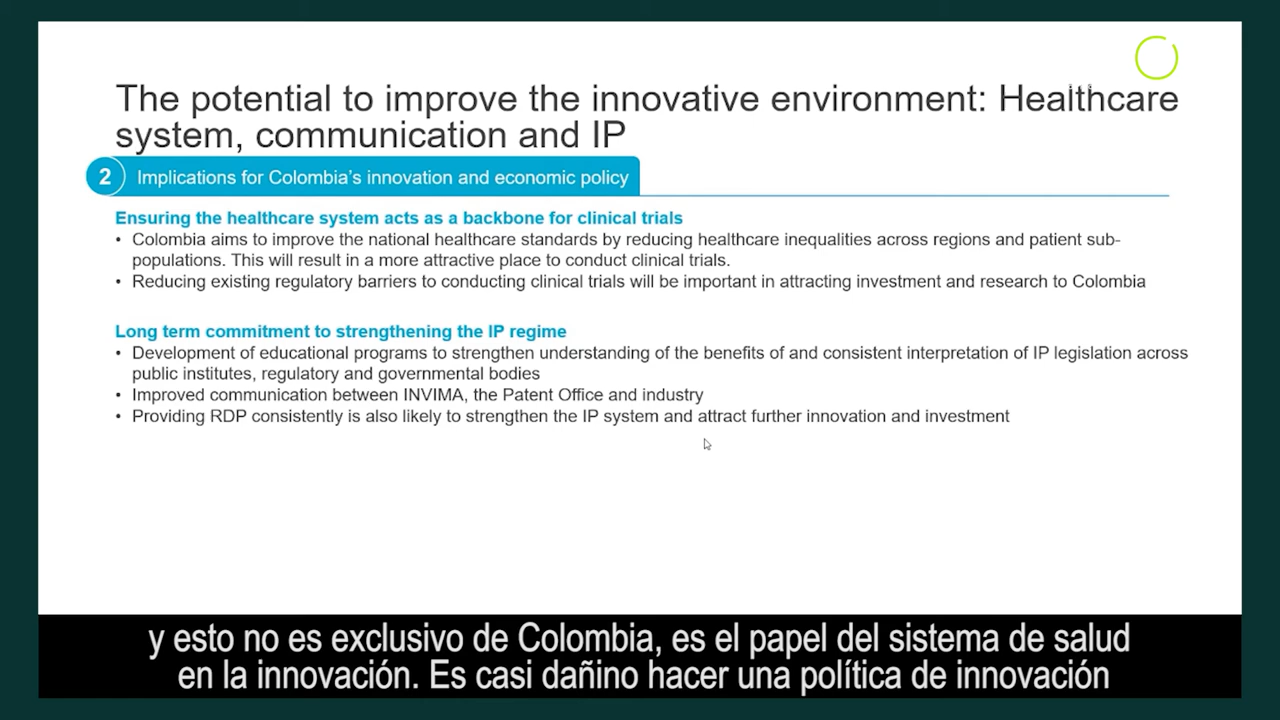 The potential to improve the innovative environment: Healthcare
system, communication and IP
2 Implications for Colombia's innovation and economic policy
Ensuring the healthcare system acts as a backbone for clinical trials
• Colombia aims to improve the national healthcare standards by reducing healthcare inequalities across regions and patient sub-
populations. This will result in a more attractive place to conduct clinical trials.
• Reducing existing regulatory barriers to conducting clinical trials will be important in attracting investment and research to Colombia
Long term commitment to strengthening the IP regime
• Development of educational programs to strengthen understanding of the benefits of and consistent interpretation of IP legislation across
public institutes, regulatory and governmental bodies
• Improved communication between INVIMA, the Patent Office and industry
• Providing RDP consistently is also likely to strengthen the IP system and attract further innovation and investment
y esto no es exclusivo de Colombia, es el papel del sistema de salud
en la innovación. Es casi dañino hacer una política de innovación